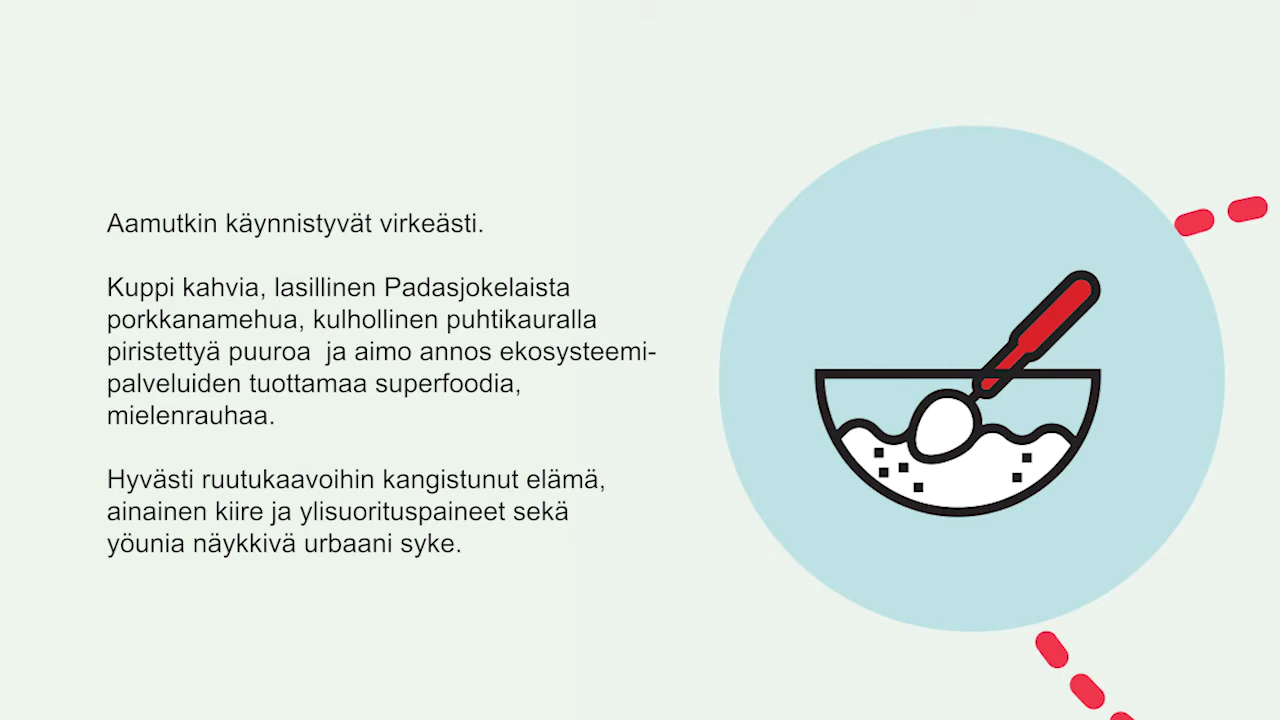 Aamutkin käynnistyvät virkeästi.
Kuppi kahvia, lasillinen Padasjokelaista
porkkanamehua, kulhollinen puhtikauralla
piristettyä puuroa  ja aimo annos ekosysteemi-
palveluiden tuottamaa superfoodia,
mielenrauhaa.
Hyvästi ruutukaavoihin kangistunut elämä,
ainainen kiire ja ylisuorituspaineet sekä
yöunia näykkivä urbaani syke.